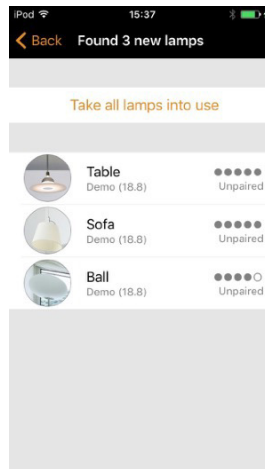 iPod 15:37
Back Found 3 new lamps
Take all lamps into use
Table
Demo (18.8)
Unpaired
Sofa
Demo (18.8)
Unpaired
Ball
Demo (18.8)
Unpaired